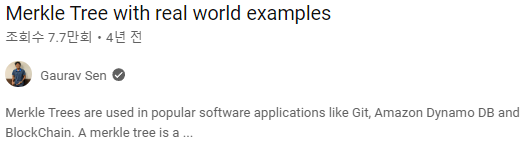 Merkle Tree with real world examples
조회수 7.7만회 • 4년 전
Gaurav Sen
Merkle Trees are used in popular software applications like Git, Amazon Dynamo DB and
BlockChain. A merkle tree is a ...